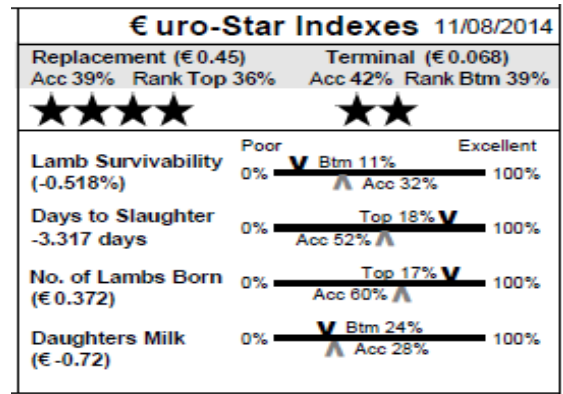 €uro-Star Indexes 11/08/2014
Replacement (€0.45) Terminal (€0.068)
Acc 39% Rank Top 36% Acc 42% Rank Btm 39%
Poor Excellent
Lamb Survivability
(-0.518%)
0% Btm 11% 100%
Acc 32%
Days to Slaughter
-3.317 days
0% Top 18% 100%
Acc 52%
No. of Lambs Born
(€0.372)
0% Top 17% 100%
Acc 60%
Daughters Milk
(€-0.72)
0% Btm 24% 100%
Acc 28%